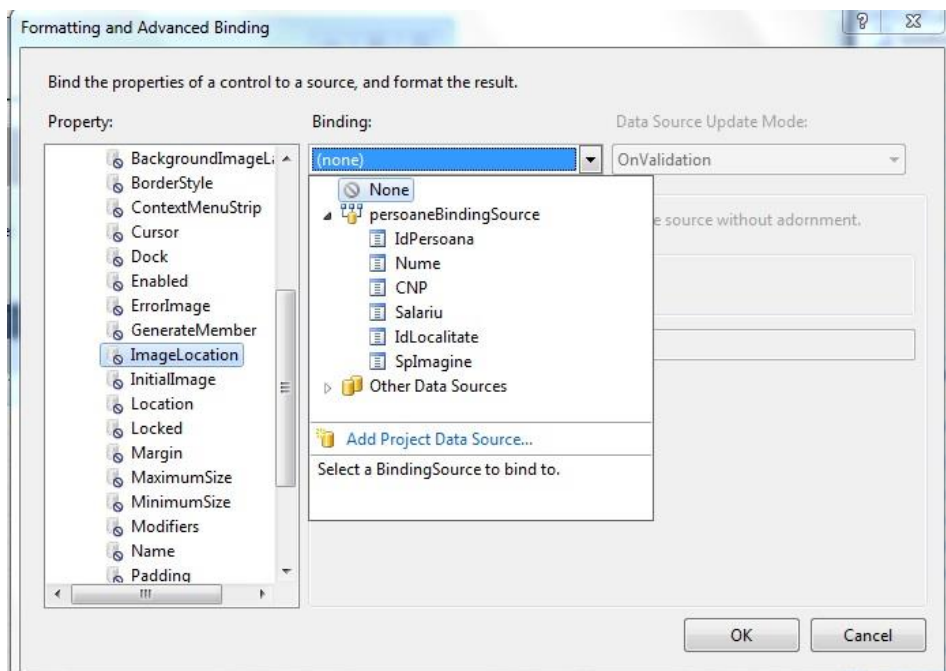 Formatting and Advanced Binding
Bind the properties of a control to a source, and format the result.
Property:
BackgroundImageLa
BorderStyle
ContextMenuStrip
Cursor
Dock
Enabled
ErrorImage
GenerateMember
ImageLocation
InitialImage
Location
Locked
Margin
MaximumSize
MinimumSize
Modifiers
Name
Padding
Binding:
(none)
None
persoaneBindingSource
IdPersoana
Nume
CNP
Salariu
IdLocalitate
SpImagine
Other Data Sources
Add Project Data Source...
Select a BindingSource to bind to.
Data Source Update Mode:
OnValidation
e source without adornment.
OK
Cancel